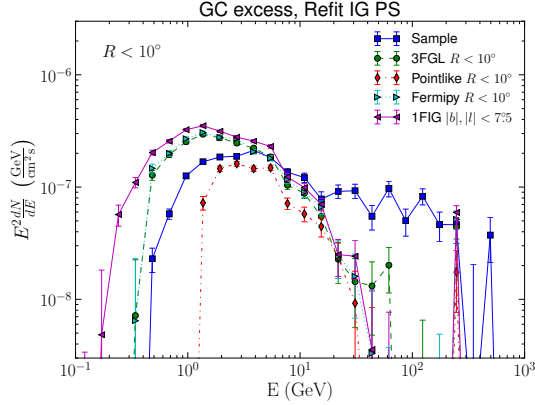 GC excess, Refit IG PS
R < 10°
Sample
3FGL R < 10°
Pointlike R < 10°
Fermipy R < 10°
1FIG |b|, |l| < 7°.5
E² dN/dE (GeV/cm²s)
10⁻⁶
10⁻⁷
10⁻⁸
10⁻¹ 10⁰ 10¹ 10² 10³
E (GeV)